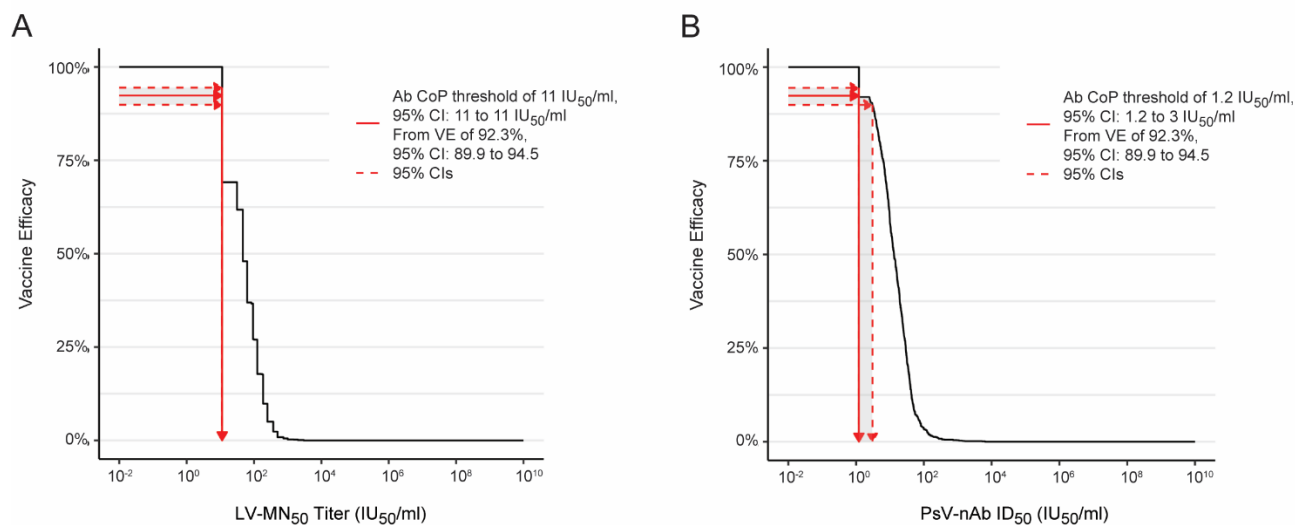 A
100%
75%
50%
25%
0%
Vaccine Efficacy
10-2
100
102
104
106
108
1010
LV-MN50 Titer (IU50/ml)
Ab CoP threshold of 11 IU50/ml,
95% CI: 11 to 11 IU50/ml
From VE of 92.3%,
95% CI: 89.9 to 94.5
95% CIs
B
100%
75%
50%
25%
0%
Vaccine Efficacy
10-2
100
102
104
106
108
1010
PsV-nAb ID50 (IU50/ml)
Ab CoP threshold of 1.2 IU50/ml,
95% CI: 1.2 to 3 IU50/ml
From VE of 92.3%,
95% CI: 89.9 to 94.5
95% CIs